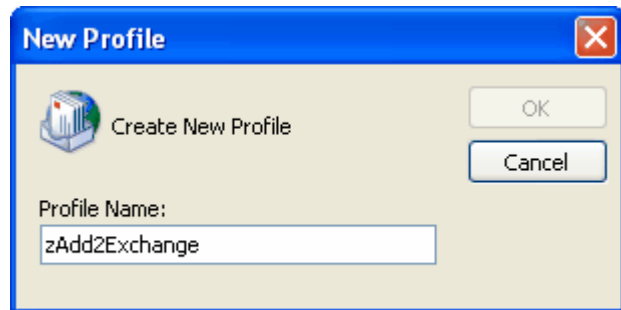 New Profile
Create New Profile
OK
Cancel
Profile Name:
zAdd2Exchange